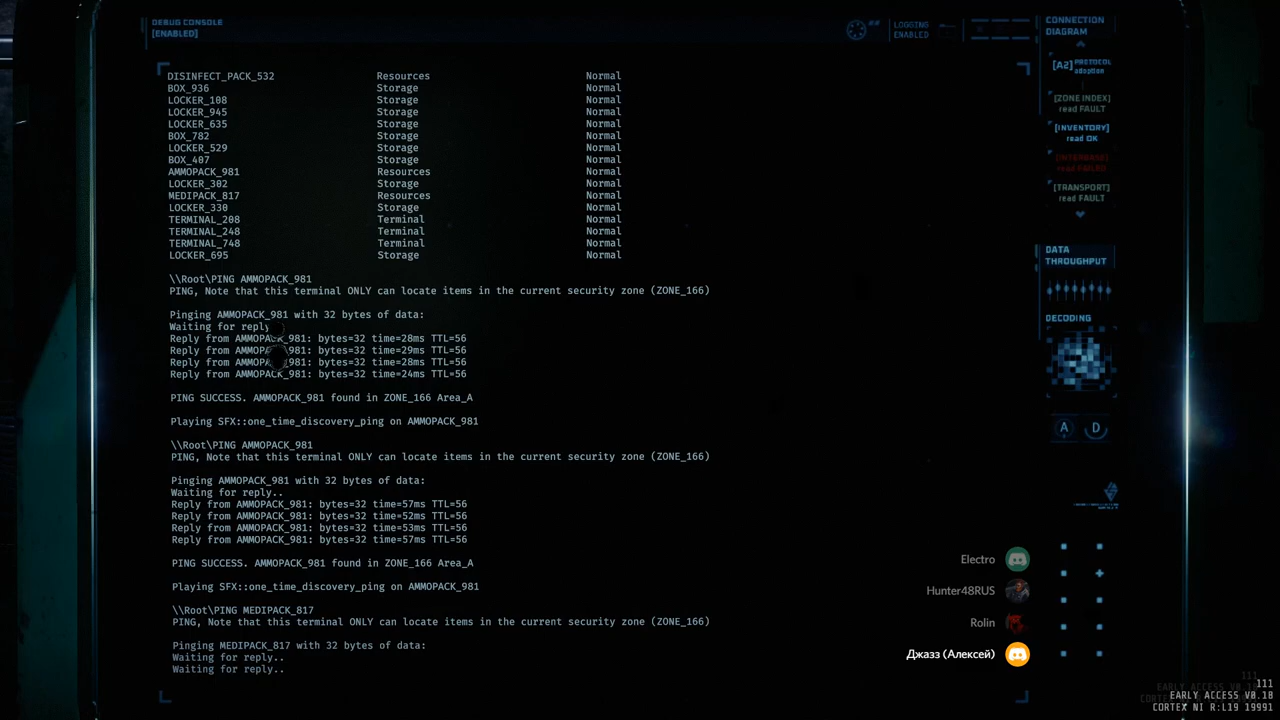 DEBUG CONSOLE
[ENABLED]
LOGGING
ENABLED
CONNECTION
DIAGRAM
DISINFECT_PACK_532 Resources Normal
BOX_936 Storage Normal
LOCKER_108 Storage Normal
LOCKER_945 Storage Normal
LOCKER_635 Storage Normal
BOX_782 Storage Normal
LOCKER_529 Storage Normal
BOX_407 Storage Normal
AMMOPACK_981 Resources Normal
LOCKER_302 Storage Normal
MEDIPACK_817 Resources Normal
LOCKER_330 Storage Normal
TERMINAL_208 Terminal Normal
TERMINAL_248 Terminal Normal
TERMINAL_748 Terminal Normal
LOCKER_695 Storage Normal
\\Root\PING AMMOPACK_981
PING, Note that this terminal ONLY can locate items in the current security zone (ZONE_166)
Pinging AMMOPACK_981 with 32 bytes of data:
Waiting for reply
Reply from AMMOPACK_981: bytes=32 time=28ms TTL=56
Reply from AMMOPACK_981: bytes=32 time=29ms TTL=56
Reply from AMMOPACK_981: bytes=32 time=28ms TTL=56
Reply from AMMOPACK_981: bytes=32 time=24ms TTL=56
PING SUCCESS. AMMOPACK_981 found in ZONE_166 Area_A
Playing SFX::one_time_discovery_ping on AMMOPACK_981
\\Root\PING AMMOPACK_981
PING, Note that this terminal ONLY can locate items in the current security zone (ZONE_166)
Pinging AMMOPACK_981 with 32 bytes of data:
Waiting for reply..
Reply from AMMOPACK_981: bytes=32 time=57ms TTL=56
Reply from AMMOPACK_981: bytes=32 time=52ms TTL=56
Reply from AMMOPACK_981: bytes=32 time=53ms TTL=56
Reply from AMMOPACK_981: bytes=32 time=57ms TTL=56
PING SUCCESS. AMMOPACK_981 found in ZONE_166 Area_A
Playing SFX::one_time_discovery_ping on AMMOPACK_981
\\Root\PING MEDIPACK_817
PING, Note that this terminal ONLY can locate items in the current security zone (ZONE_166)
Pinging MEDIPACK_817 with 32 bytes of data:
Waiting for reply..
Waiting for reply..
[A2] PROTOCOL
adoption
[ZONE INDEX]
read FAULT
[INVENTORY]
read OK
read FAILED
[TRANSPORT]
read FAULT
DATA
THROUGHPUT
DECODING
A D
Electro
Hunter48RUS
Rolin
Джазз (Алексей)
111
EARLY ACCESS V0.18
CORTEX NI R:L19 19991